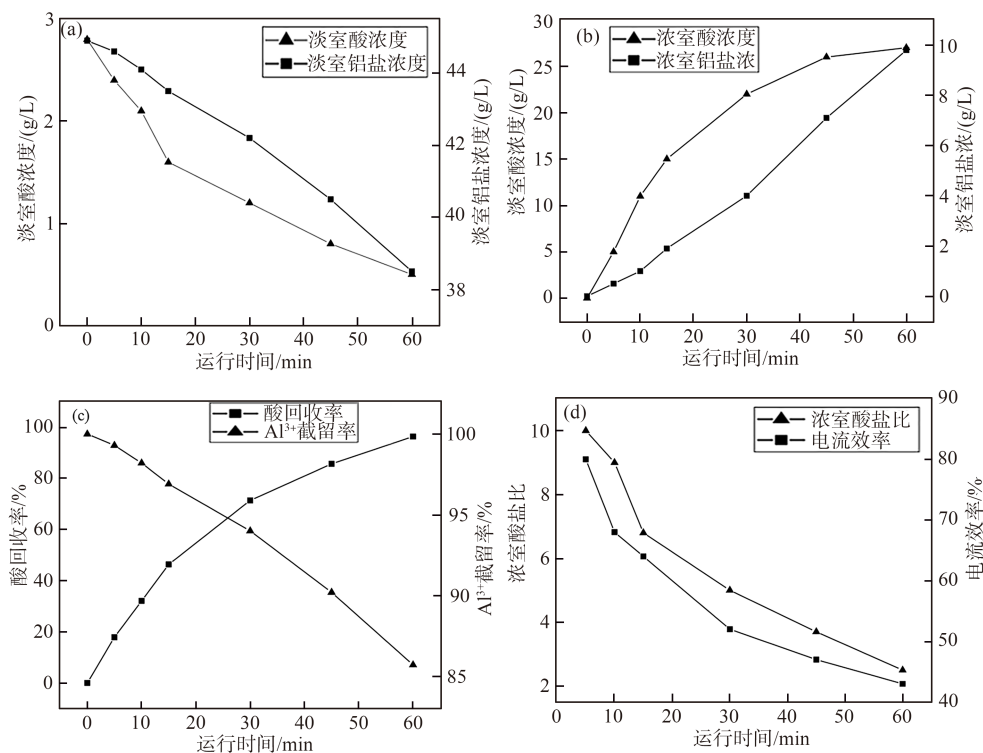 (a)
淡室酸浓度
淡室铝盐浓度
淡室酸浓度/(g/L)
3
2
1
0
淡室铝盐浓度/(g/L)
44
42
40
38
0 10 20 30 40 50 60
运行时间/min
(b)
浓室酸浓度
浓室铝盐浓
淡室酸浓度/(g/L)
30
25
20
15
10
5
0
淡室铝盐浓/(g/L)
10
8
6
4
2
0
0 10 20 30 40 50 60
运行时间/min
(c)
酸回收率
Al³⁺截留率
酸回收率/%
100
80
60
40
20
0
Al³⁺截留率/%
100
95
90
85
0 10 20 30 40 50 60
运行时间/min
(d)
浓室酸盐比
电流效率
浓室酸盐比
10
8
6
4
2
电流效率/%
90
80
70
60
50
40
0 10 20 30 40 50 60
运行时间/min